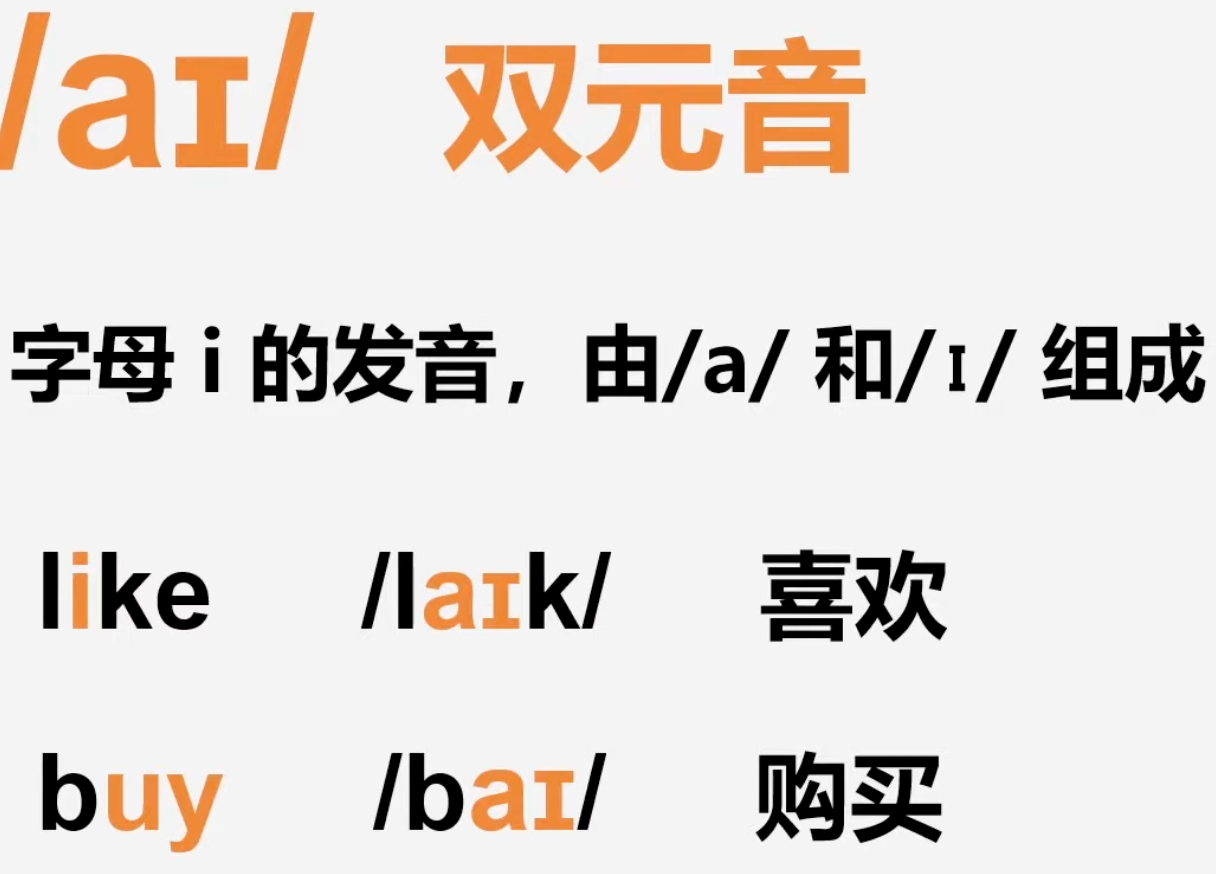 /aɪ/ 双元音
字母 i 的发音，由/a/ 和/ɪ/ 组成
like /laɪk/ 喜欢
buy /baɪ/ 购买